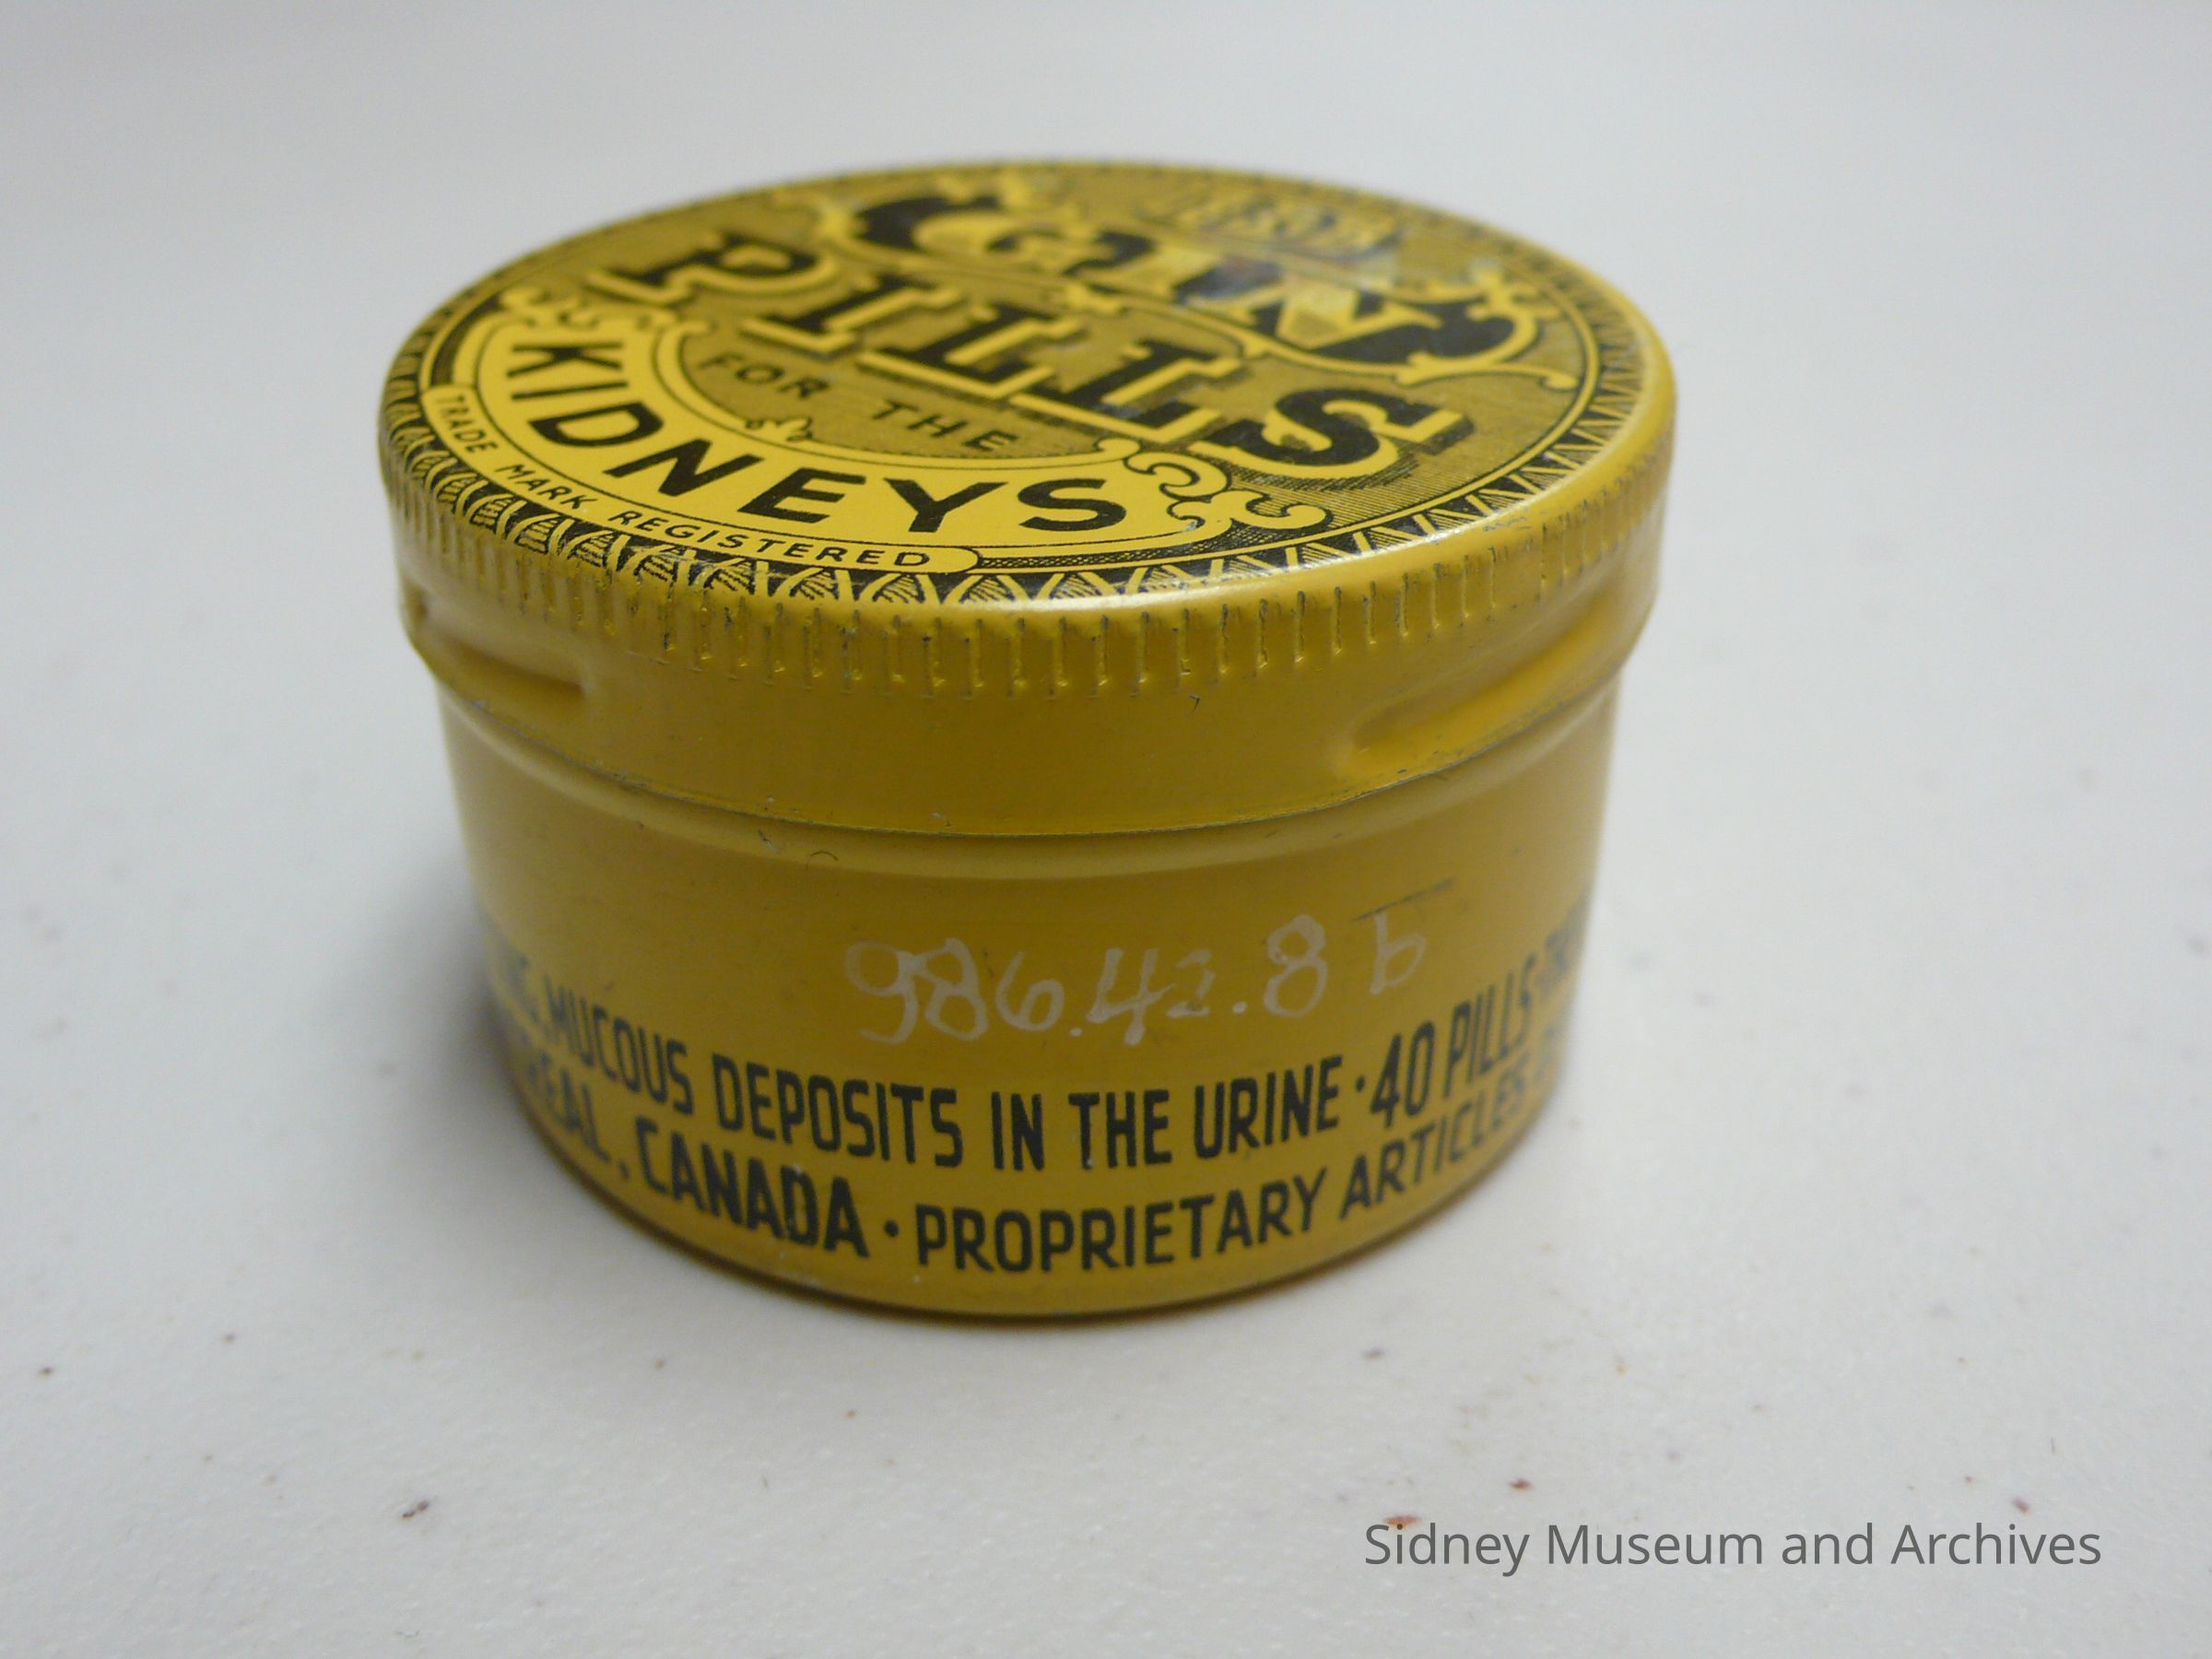 GIN
PILLS
FOR THE
KIDNEYS
TRADE MARK REGISTERED
986.42.8 b
MUCOUS DEPOSITS IN THE URINE · 40 PILLS
CANADA · PROPRIETARY ARTICLES
Sidney Museum and Archives